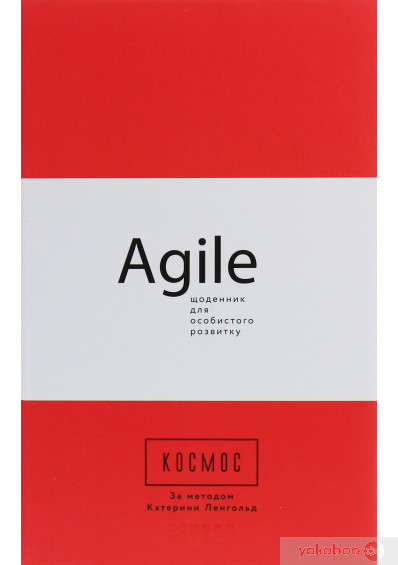 Agile
щоденник
для
особистого
розвитку
КОСМОС
За методом
Катерини Ленгольд
yakaboo